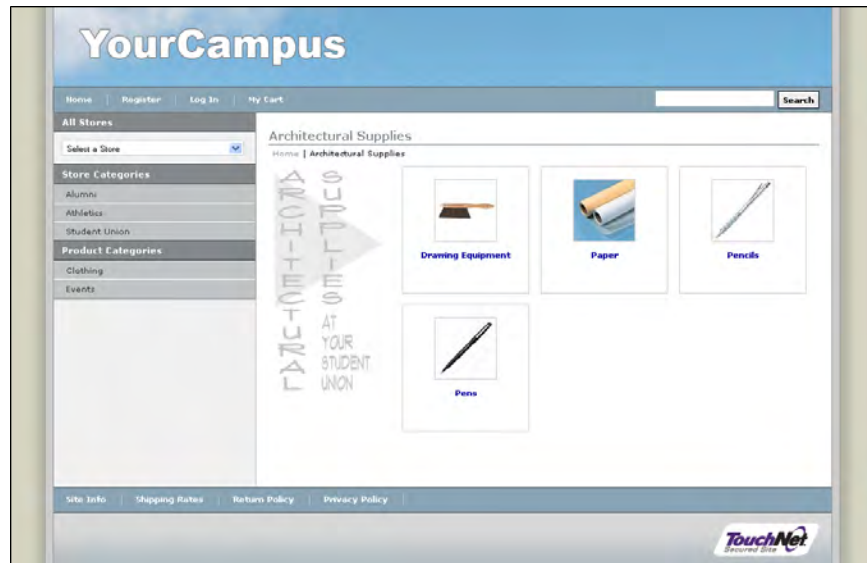 YourCampus
Home Register Log In My Cart Search
All Stores
Select a Store
Store Categories
Alumni
Athletics
Student Union
Product Categories
Clothing
Events
Architectural Supplies
Home | Architectural Supplies
ARCHITECTURAL
SUPPLIES
AT
YOUR
STUDENT
UNION
Drawing Equipment
Paper
Pencils
Pens
Site Info Shipping Rates Return Policy Privacy Policy
TouchNet
Secured Site